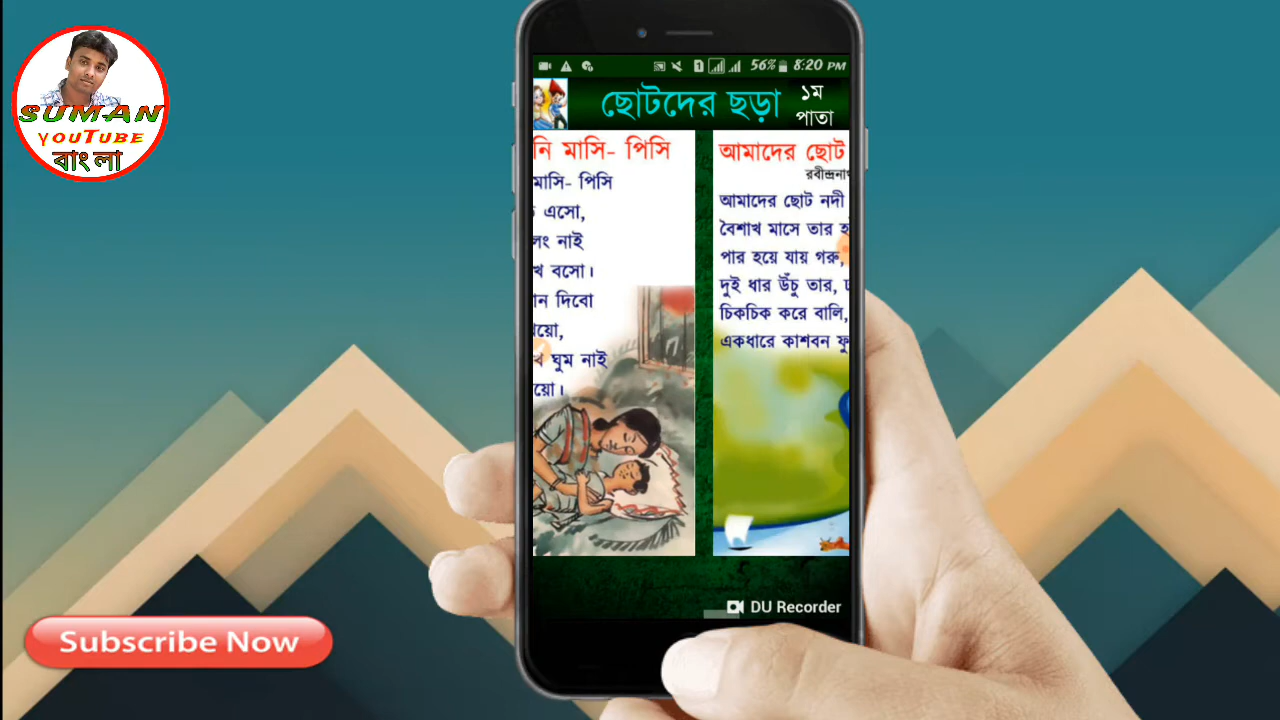 SUMAN
YOUTUBE
বাংলা
56% 8:20 PM
ছোটদের ছড়া
১ম
পাতা
মাসি- পিসি
মাসি- পিসি
এসো,
নাই
বসো।
দিবো
ঘুম নাই
আমাদের ছোট
আমাদের ছোট নদী
বৈশাখ মাসে তার
পার হয়ে যায় গরু,
দুই ধার উঁচু তার,
চিকচিক করে বালি,
একধারে কাশবন
DU Recorder
Subscribe Now